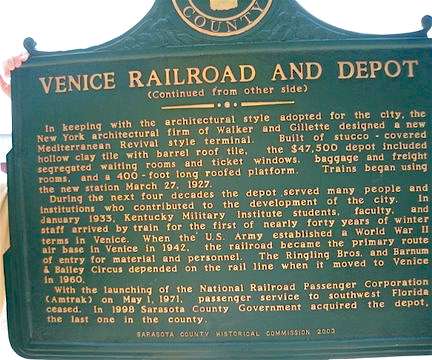 COUNTY
VENICE RAILROAD AND DEPOT
(Continued from other side)
In keeping with the architectural style adopted for the city, the
New York architectural firm of Walker and Gillette designed a new
Mediterranean Revival style terminal. Built of stucco-covered
hollow clay tile with barrel roof tile, the $47,500 depot included
segregated waiting rooms and ticket windows, baggage and freight
rooms, and a 400-foot long roofed platform. Trains began using
the new station March 27, 1927.
During the next four decades the depot served many people and
institutions who contributed to the development of the city. In
January 1933, Kentucky Military Institute students, faculty, and
staff arrived by train for the first of nearly forty years of winter
terms in Venice. When the U.S. Army established a World War II
air base in Venice in 1942, the railroad became the primary route
of entry for material and personnel. The Ringling Bros. and Barnum
& Bailey Circus depended on the rail line when it moved to Venice
in 1960.
With the launching of the National Railroad Passenger Corporation
(Amtrak) on May 1, 1971, passenger service to southwest Florida
ceased. In 1998 Sarasota County Government acquired the depot,
the last one in the county.
SARASOTA COUNTY HISTORICAL COMMISSION 2003